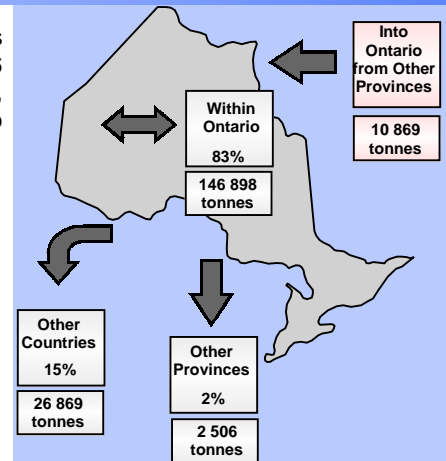 Into
Ontario
from Other
Provinces
10 869
tonnes
Within
Ontario
83%
146 898
tonnes
Other
Countries
15%
26 869
tonnes
Other
Provinces
2%
2 506
tonnes